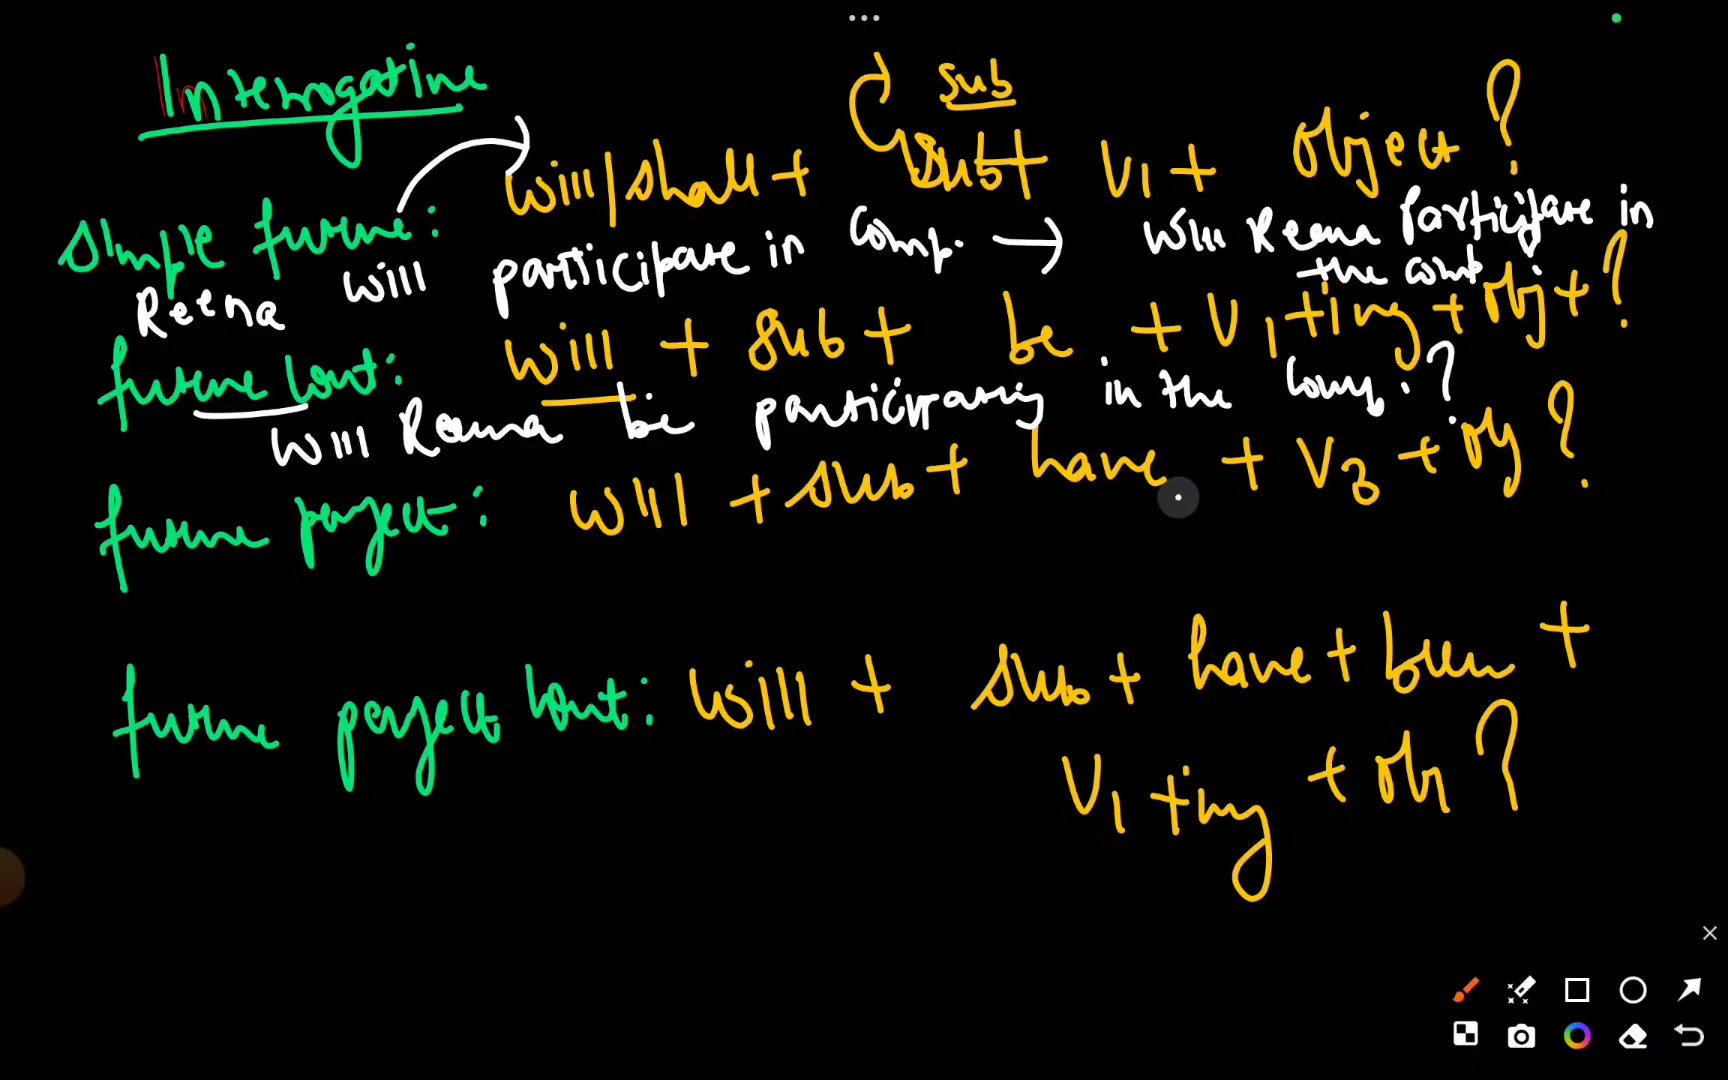 Interrogative
sub
Simple future: will/shall + sub + V1 + object ?
Reena will participate in comp. → Will Reena Participate in the comp
future cont: will + sub + be + V1 + ing + obj + ?
Will Reena be participating in the comp. ?
future perfect: will + sub + have + V3 + obj ?
future perfect cont: will + sub + have + been +
V1 + ing + obj ?